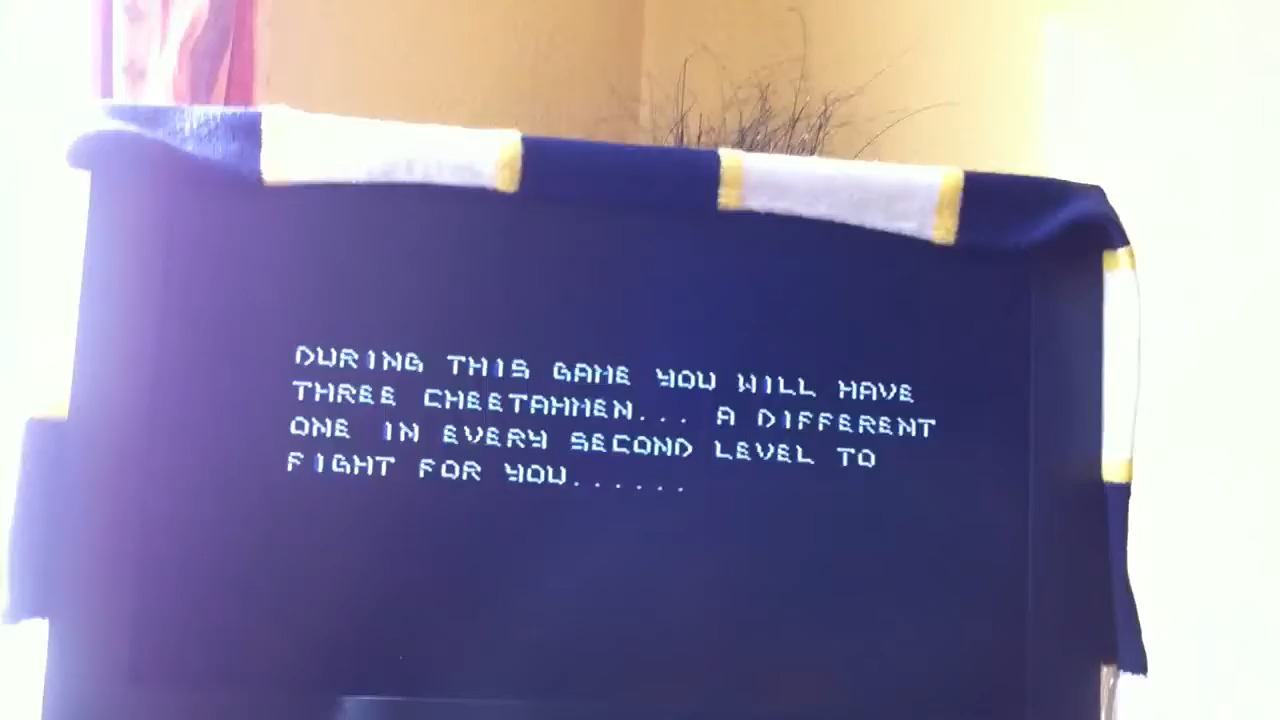 DURING THIS GAME YOU WILL HAVE
THREE CHEETAHMEN... A DIFFERENT
ONE IN EVERY SECOND LEVEL TO
FIGHT FOR YOU......